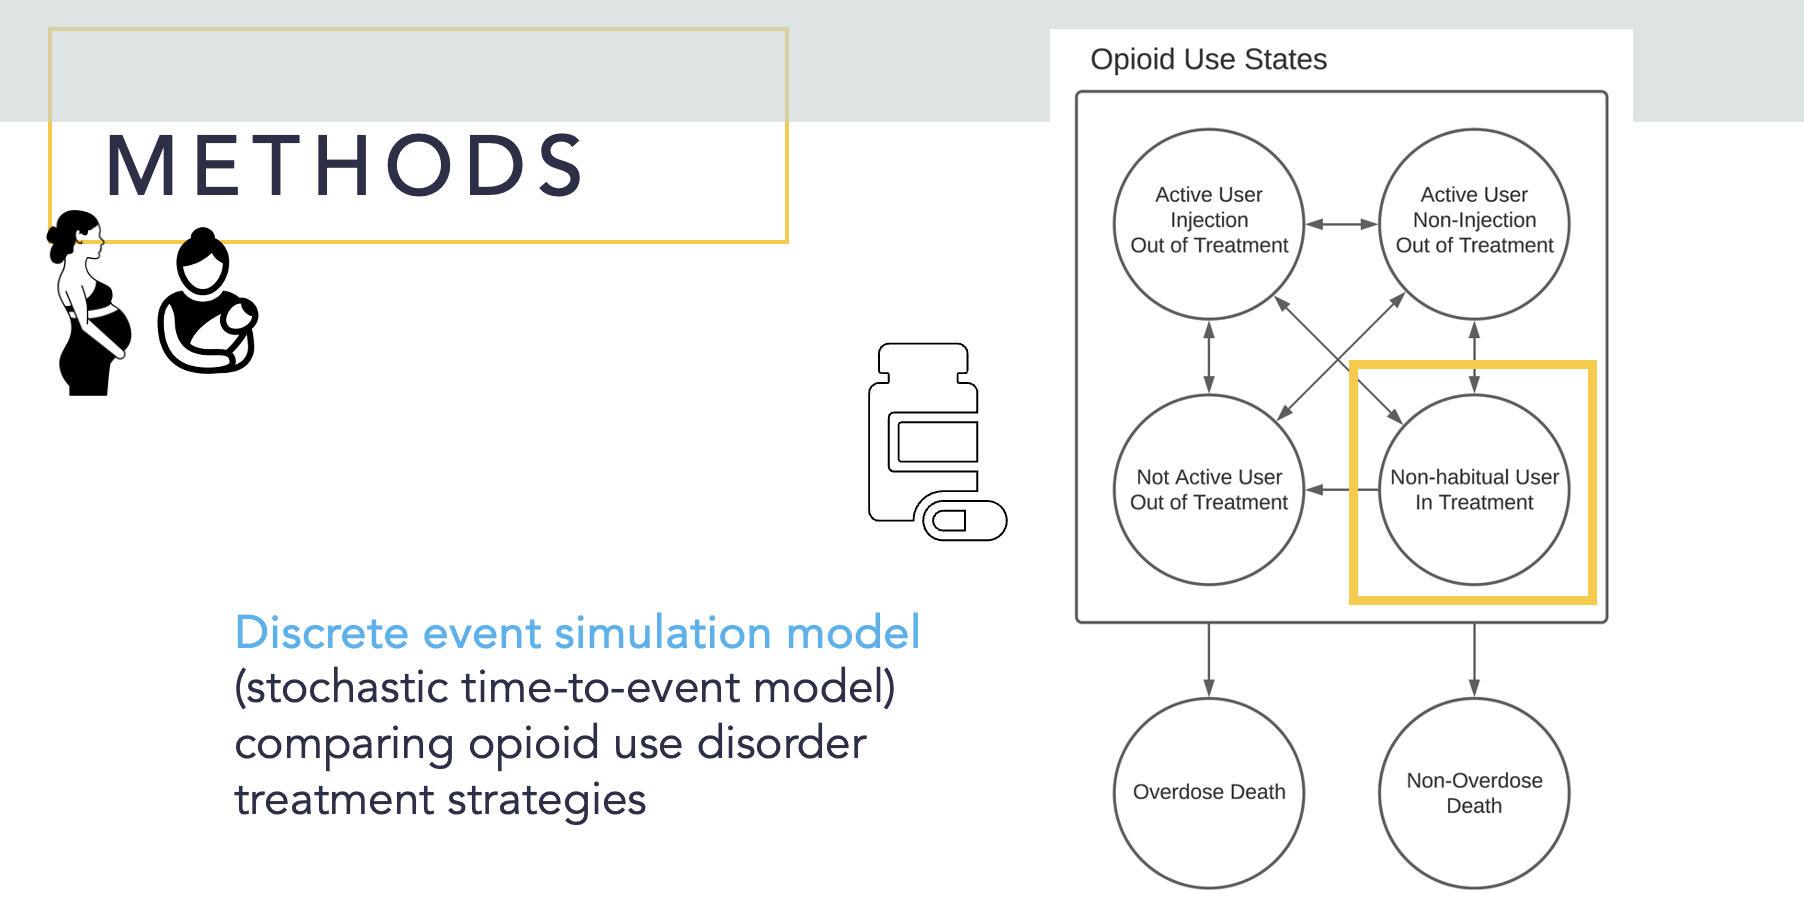 METHODS
Discrete event simulation model
(stochastic time-to-event model)
comparing opioid use disorder
treatment strategies
Opioid Use States
Active User
Injection
Out of Treatment
Active User
Non-Injection
Out of Treatment
Not Active User
Out of Treatment
Non-habitual User
In Treatment
Overdose Death
Non-Overdose
Death